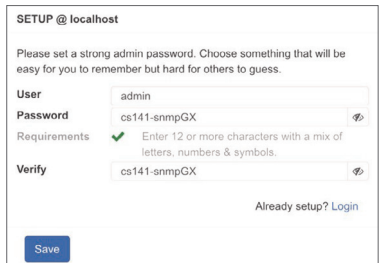 SETUP @ localhost
Please set a strong admin password. Choose something that will be
easy for you to remember but hard for others to guess.
User admin
Password cs141-snmpGX
Requirements Enter 12 or more characters with a mix of
letters, numbers & symbols.
Verify cs141-snmpGX
Already setup? Login
Save